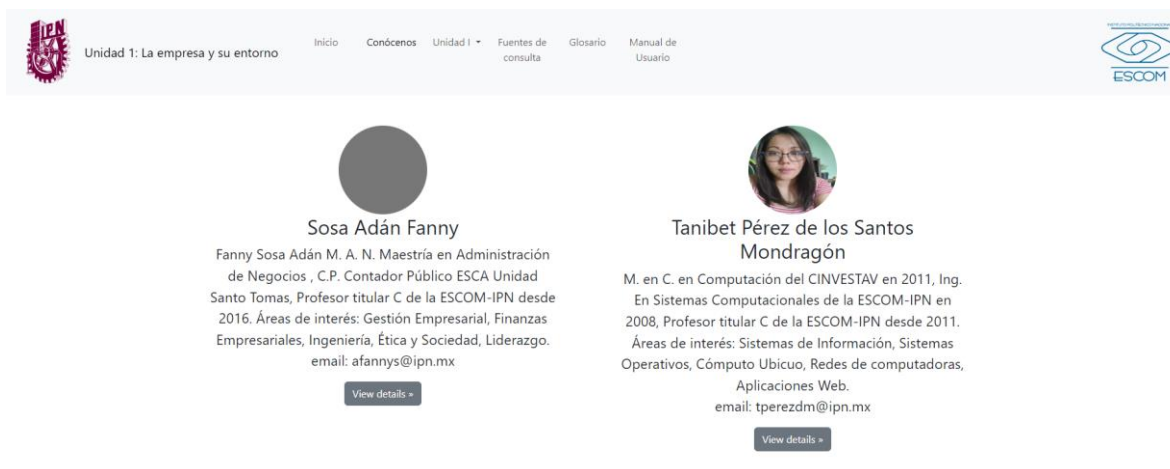 IPN
Unidad 1: La empresa y su entorno
Inicio
Conócenos
Unidad I
Fuentes de
consulta
Glosario
Manual de
Usuario
ESCOM
Sosa Adán Fanny
Fanny Sosa Adán M. A. N. Maestría en Administración
de Negocios , C.P. Contador Público ESCA Unidad
Santo Tomas, Profesor titular C de la ESCOM-IPN desde
2016. Áreas de interés: Gestión Empresarial, Finanzas
Empresariales, Ingeniería, Ética y Sociedad, Liderazgo.
email: afannys@ipn.mx
View details »
Tanibet Pérez de los Santos
Mondragón
M. en C. en Computación del CINVESTAV en 2011, Ing.
En Sistemas Computacionales de la ESCOM-IPN en
2008, Profesor titular C de la ESCOM-IPN desde 2011.
Áreas de interés: Sistemas de Información, Sistemas
Operativos, Cómputo Ubicuo, Redes de computadoras,
Aplicaciones Web.
email: tperezdm@ipn.mx
View details »